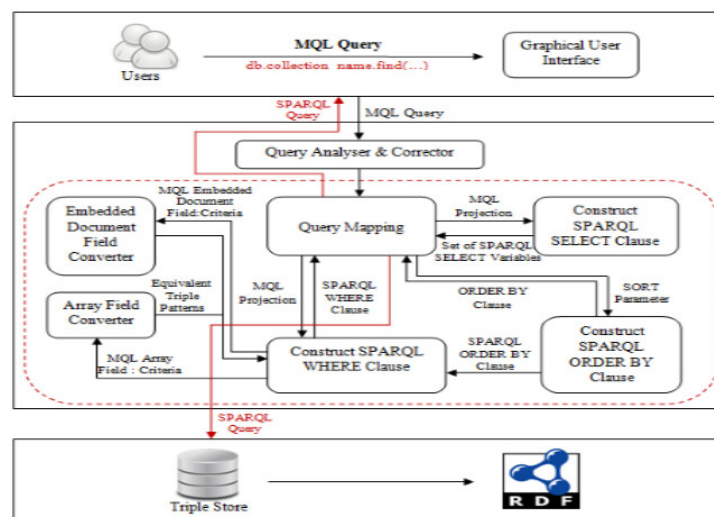 MQL Query
db.collection_name.find(...)
Users
Graphical User
Interface
SPARQL
Query
MQL Query
Query Analyser & Corrector
MQL Embedded
Document
Field:Criteria
Embedded
Document
Field
Converter
Query Mapping
MQL
Projection
Construct
SPARQL
SELECT Clause
Set of SPARQL
SELECT Variables
Equivalent
Triple
Patterns
MQL
Projection
SPARQL
WHERE
Clause
ORDER BY
Clause
SORT
Parameter
Array Field
Converter
MQL Array
Field : Criteria
Construct SPARQL
WHERE Clause
SPARQL
ORDER BY
Clause
Construct
SPARQL
ORDER BY
Clause
SPARQL
Query
Triple Store
RDF